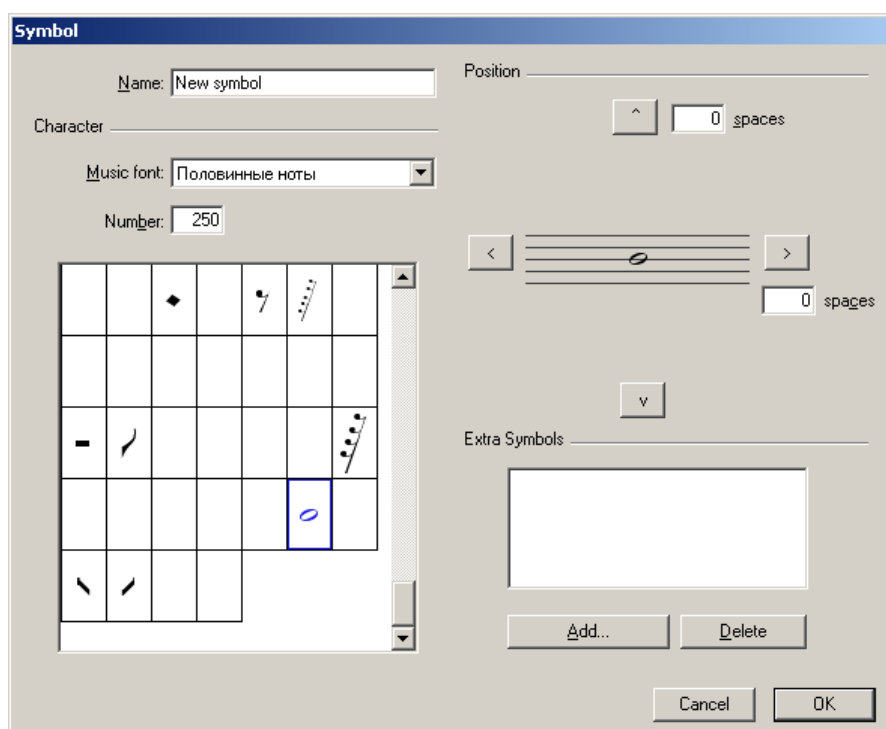 Symbol
Name: New symbol
Character
Music font: Половинные ноты
Number: 250
Position
^
0 spaces
<
>
0 spaces
v
Extra Symbols
Add...
Delete
Cancel
OK